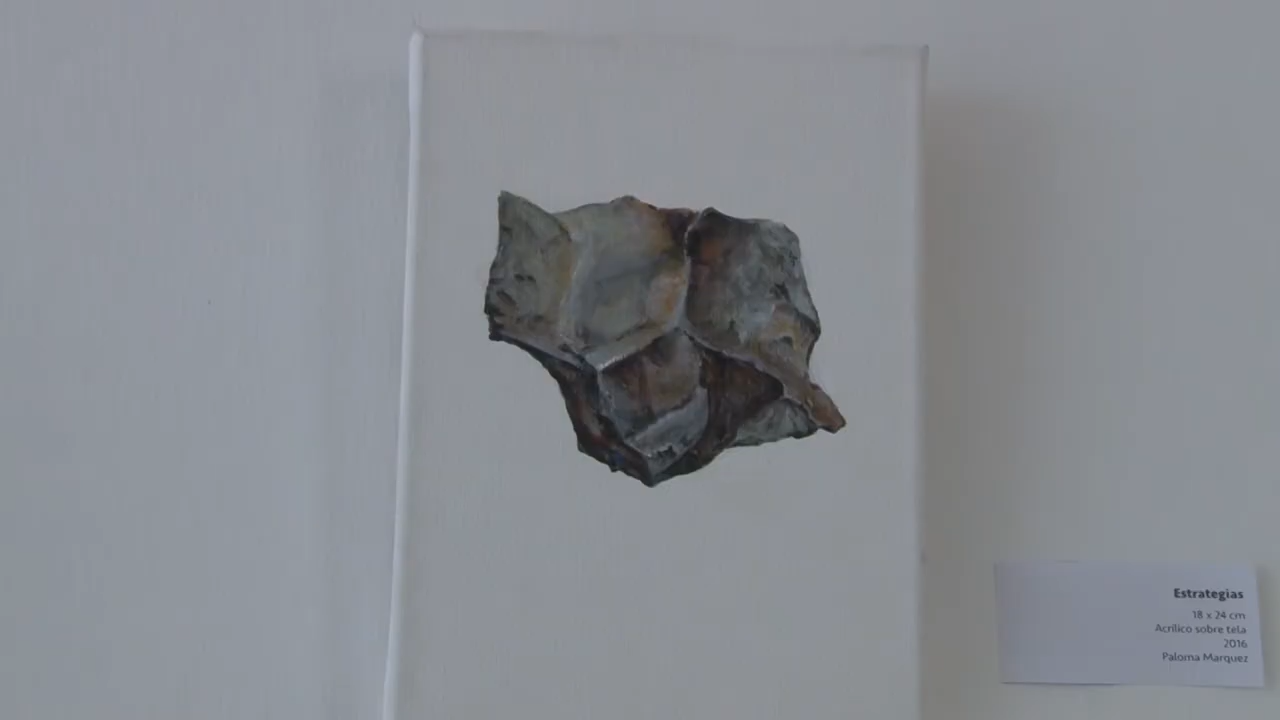 Estrategias
18 x 24 cm
Acrílico sobre tela
2016
Paloma Marquez